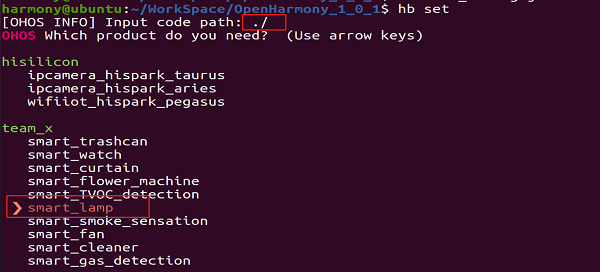 harmony@ubuntu:~/WorkSpace/OpenHarmony_1_0_1$ hb set
[OHOS INFO] Input code path: ./
OHOS Which product do you need? (Use arrow keys)
hisilicon
ipcamera_hispark_taurus
ipcamera_hispark_aries
wifiiot_hispark_pegasus
team_x
smart_trashcan
smart_watch
smart_curtain
smart_flower_machine
smart_TVOC_detection
❯ smart_lamp
smart_smoke_sensation
smart_fan
smart_cleaner
smart_gas_detection